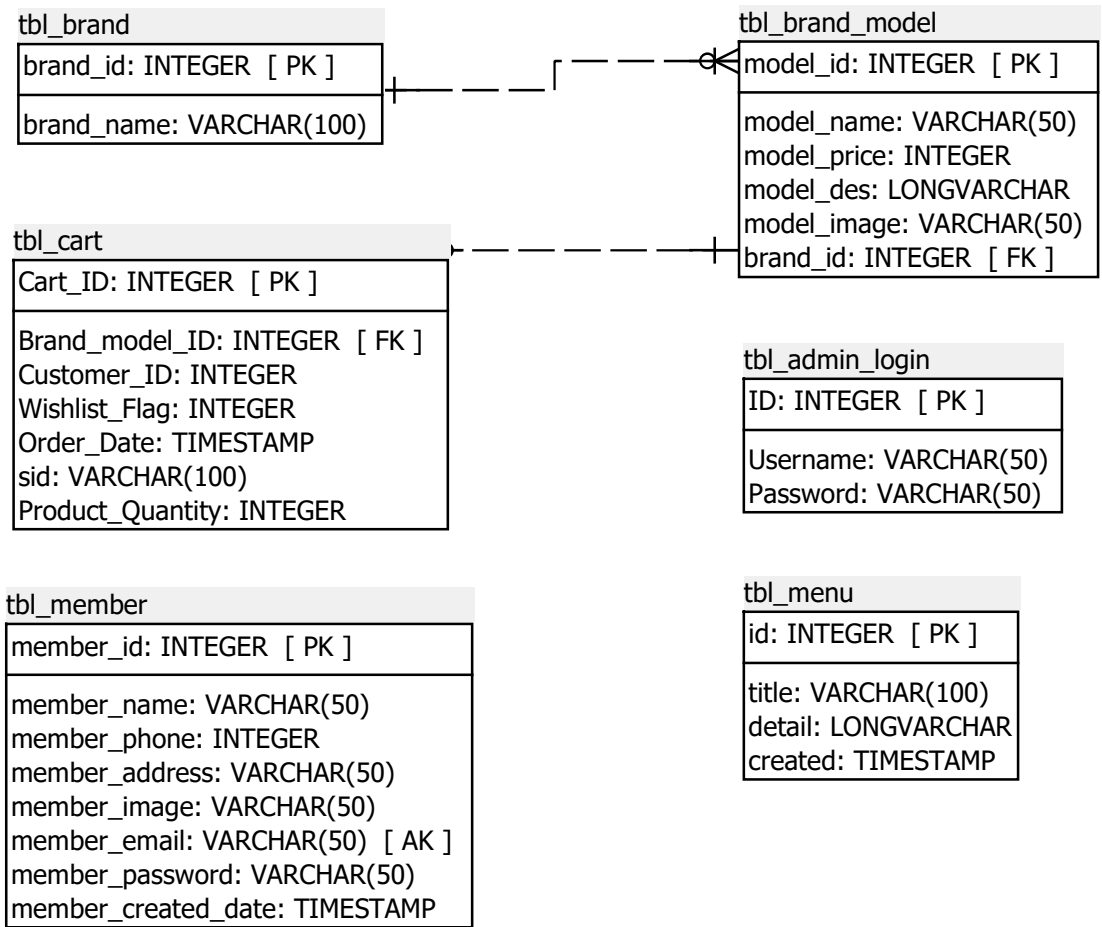 tbl_brand
brand_id: INTEGER [ PK ]
brand_name: VARCHAR(100)
tbl_brand_model
model_id: INTEGER [ PK ]
model_name: VARCHAR(50)
model_price: INTEGER
model_des: LONGVARCHAR
model_image: VARCHAR(50)
brand_id: INTEGER [ FK ]
tbl_cart
Cart_ID: INTEGER [ PK ]
Brand_model_ID: INTEGER [ FK ]
Customer_ID: INTEGER
Wishlist_Flag: INTEGER
Order_Date: TIMESTAMP
sid: VARCHAR(100)
Product_Quantity: INTEGER
tbl_admin_login
ID: INTEGER [ PK ]
Username: VARCHAR(50)
Password: VARCHAR(50)
tbl_member
member_id: INTEGER [ PK ]
member_name: VARCHAR(50)
member_phone: INTEGER
member_address: VARCHAR(50)
member_image: VARCHAR(50)
member_email: VARCHAR(50) [ AK ]
member_password: VARCHAR(50)
member_created_date: TIMESTAMP
tbl_menu
id: INTEGER [ PK ]
title: VARCHAR(100)
detail: LONGVARCHAR
created: TIMESTAMP